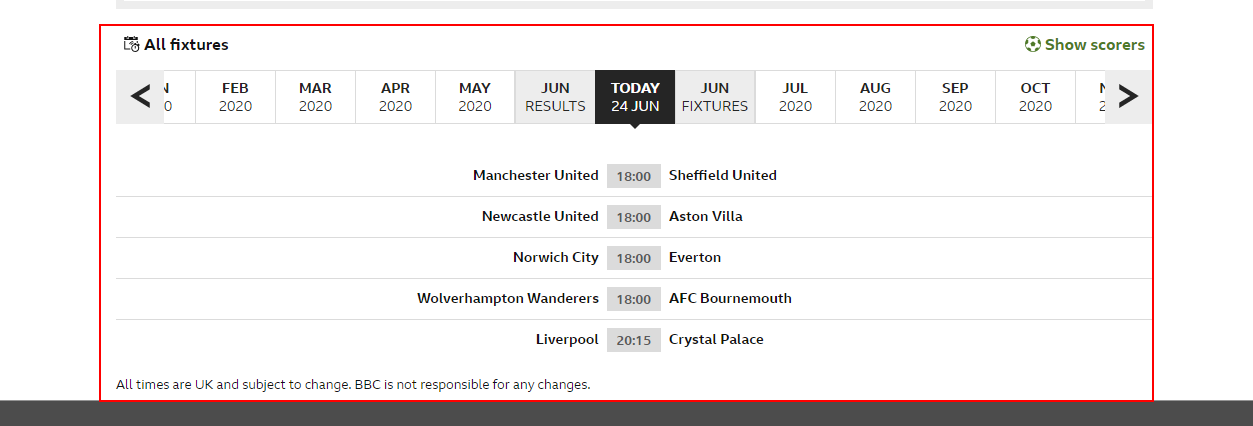 All fixtures
Show scorers
FEB MAR APR MAY JUN TODAY JUN JUL AUG SEP OCT
2020 2020 2020 2020 RESULTS 24 JUN FIXTURES 2020 2020 2020 2020
Manchester United 18:00 Sheffield United
Newcastle United 18:00 Aston Villa
Norwich City 18:00 Everton
Wolverhampton Wanderers 18:00 AFC Bournemouth
Liverpool 20:15 Crystal Palace
All times are UK and subject to change. BBC is not responsible for any changes.